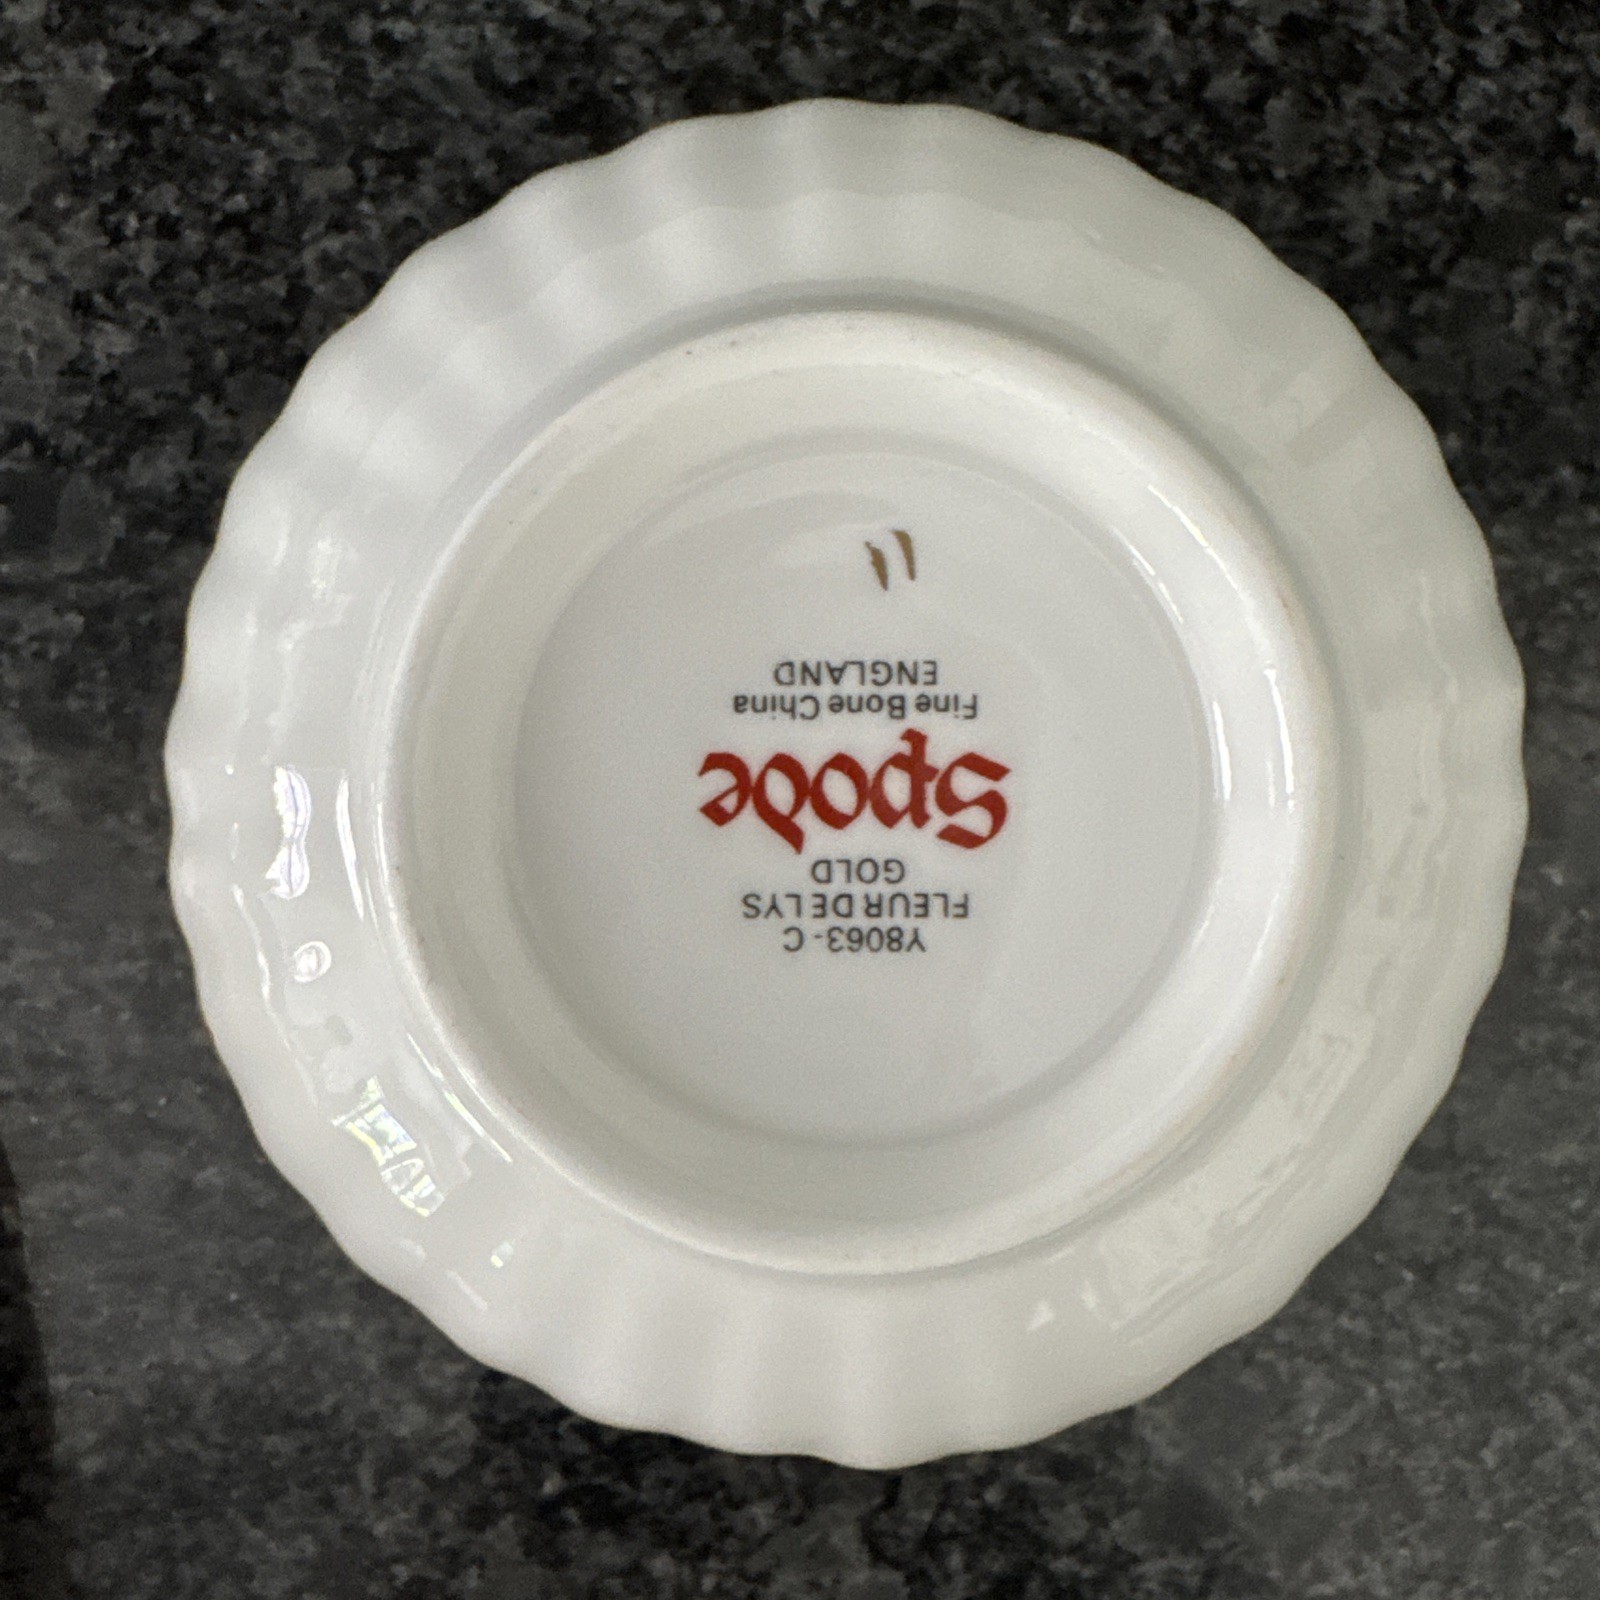 Y8063-C
FLEUR DE LYS
GOLD
Spode
Fine Bone China
ENGLAND